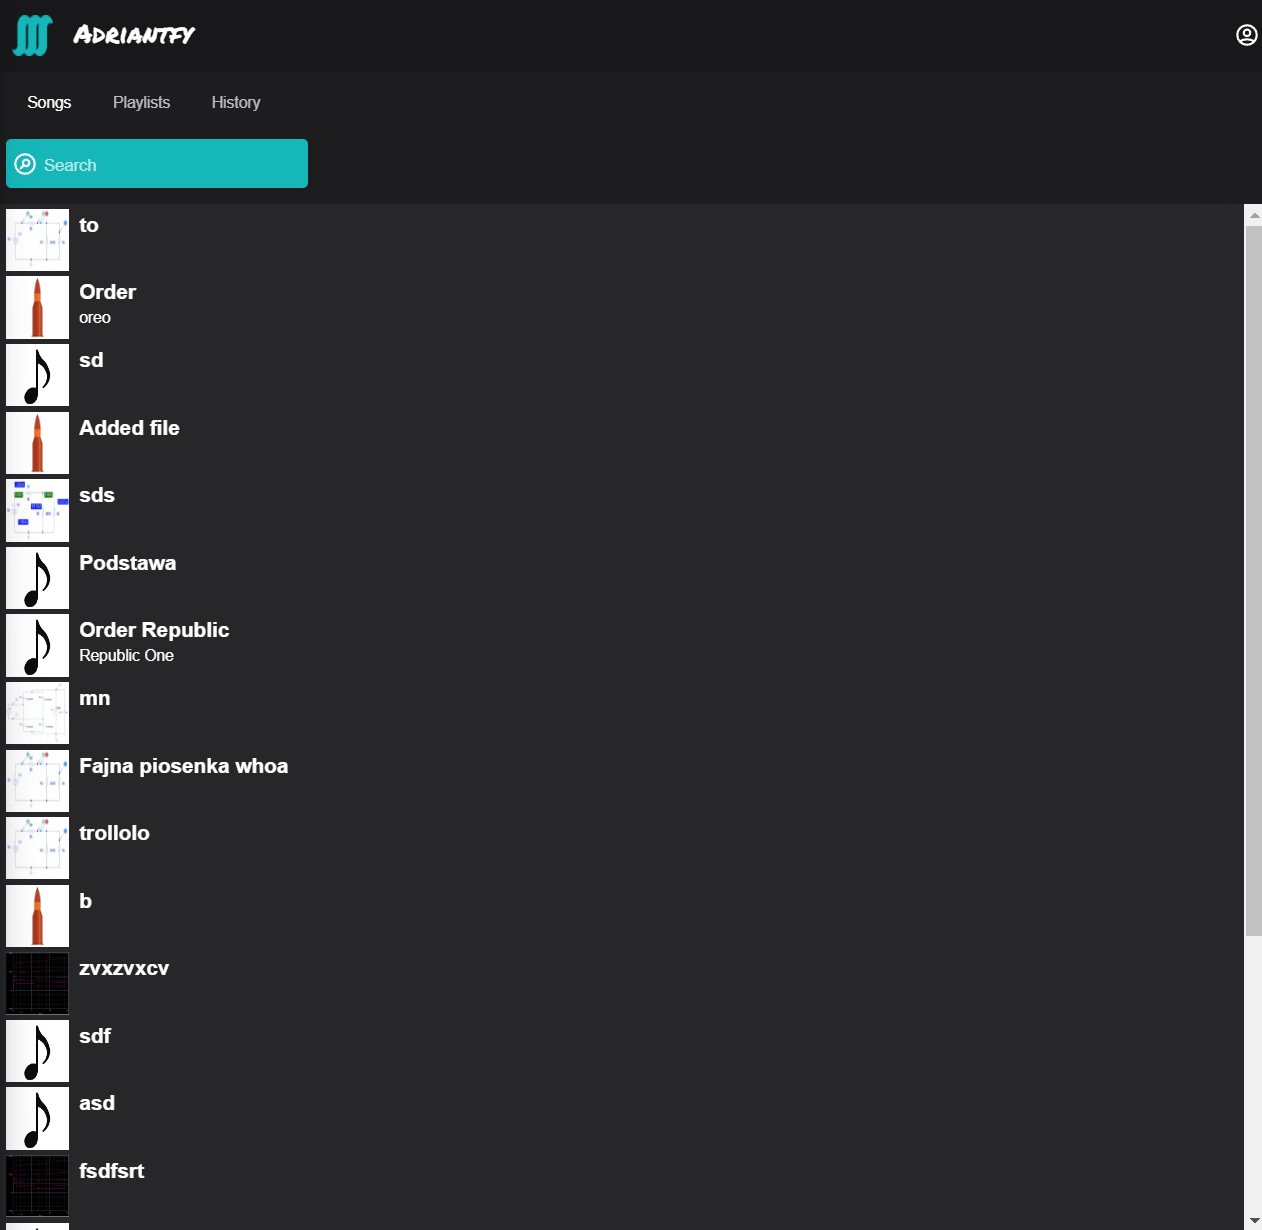 Adriantfy
Songs
Playlists
History
Search
to
Order
oreo
sd
Added file
sds
Podstawa
Order Republic
Republic One
mn
Fajna piosenka whoa
trollolo
b
zvxzvxcv
sdf
asd
fsdfsrt